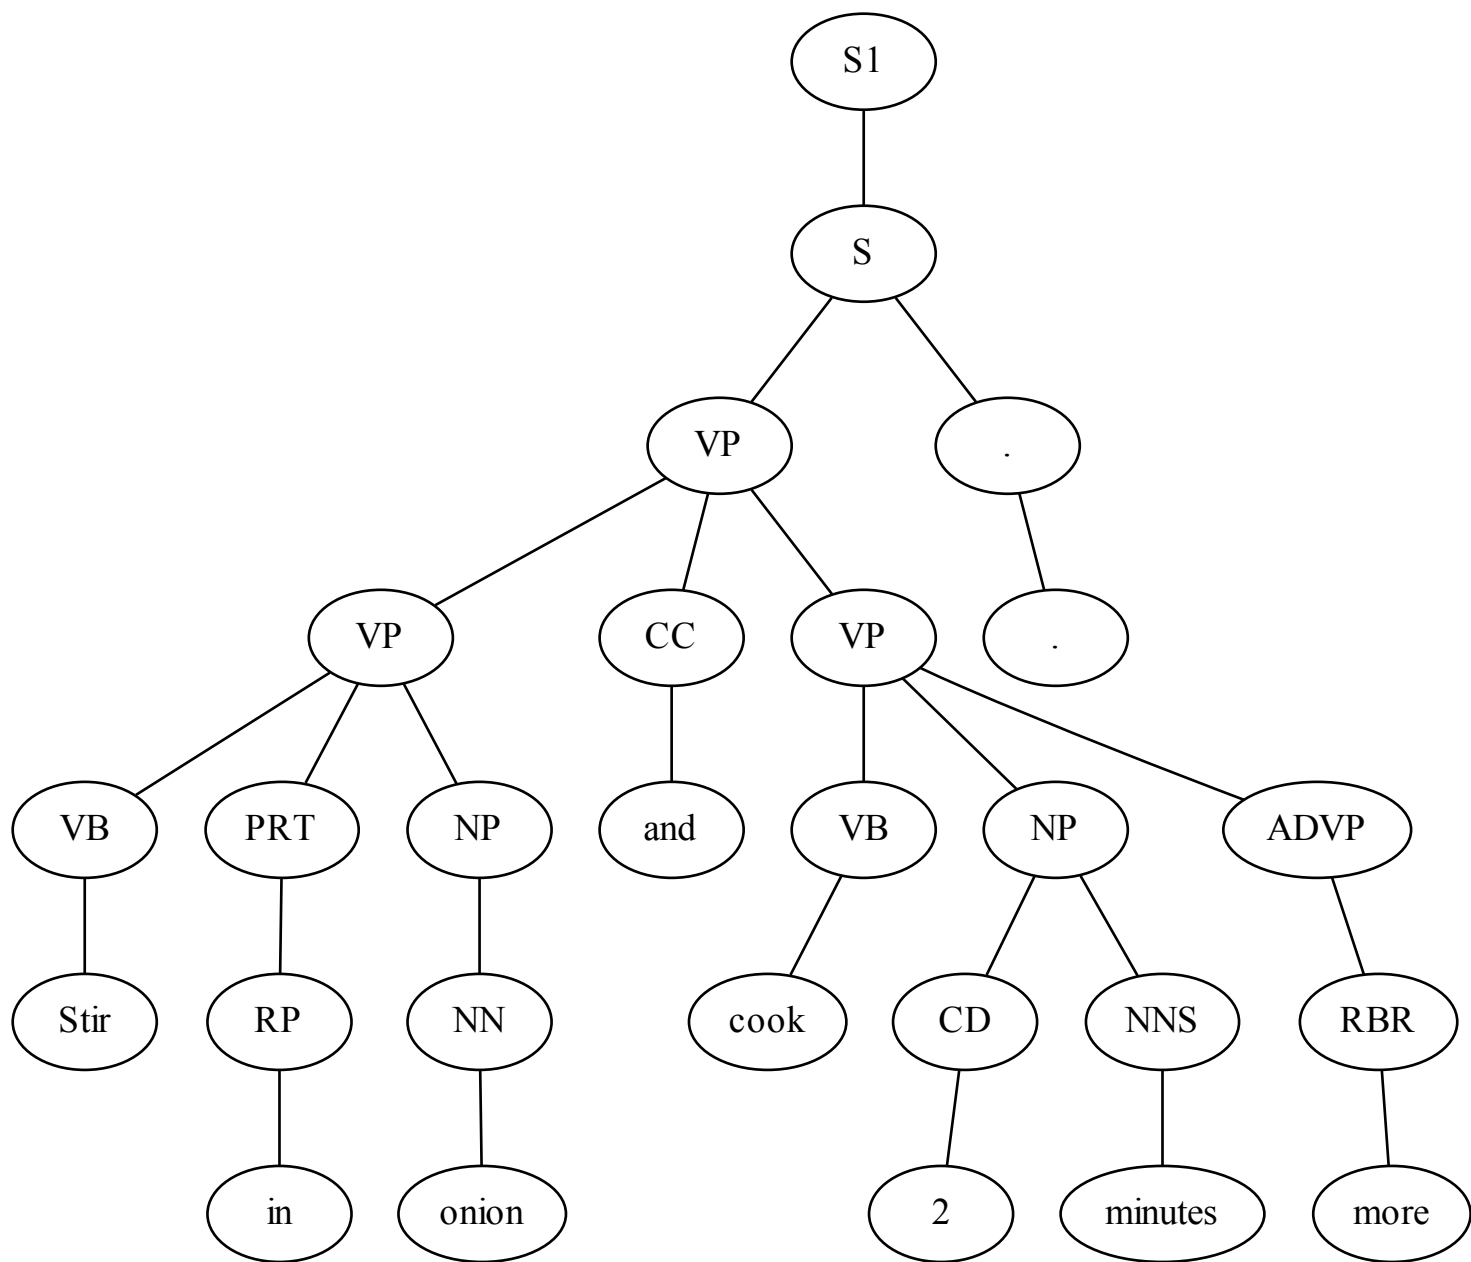 S1
S
VP .
VP CC VP .
VB PRT NP and VB NP ADVP
Stir RP NN cook CD NNS RBR
in onion 2 minutes more